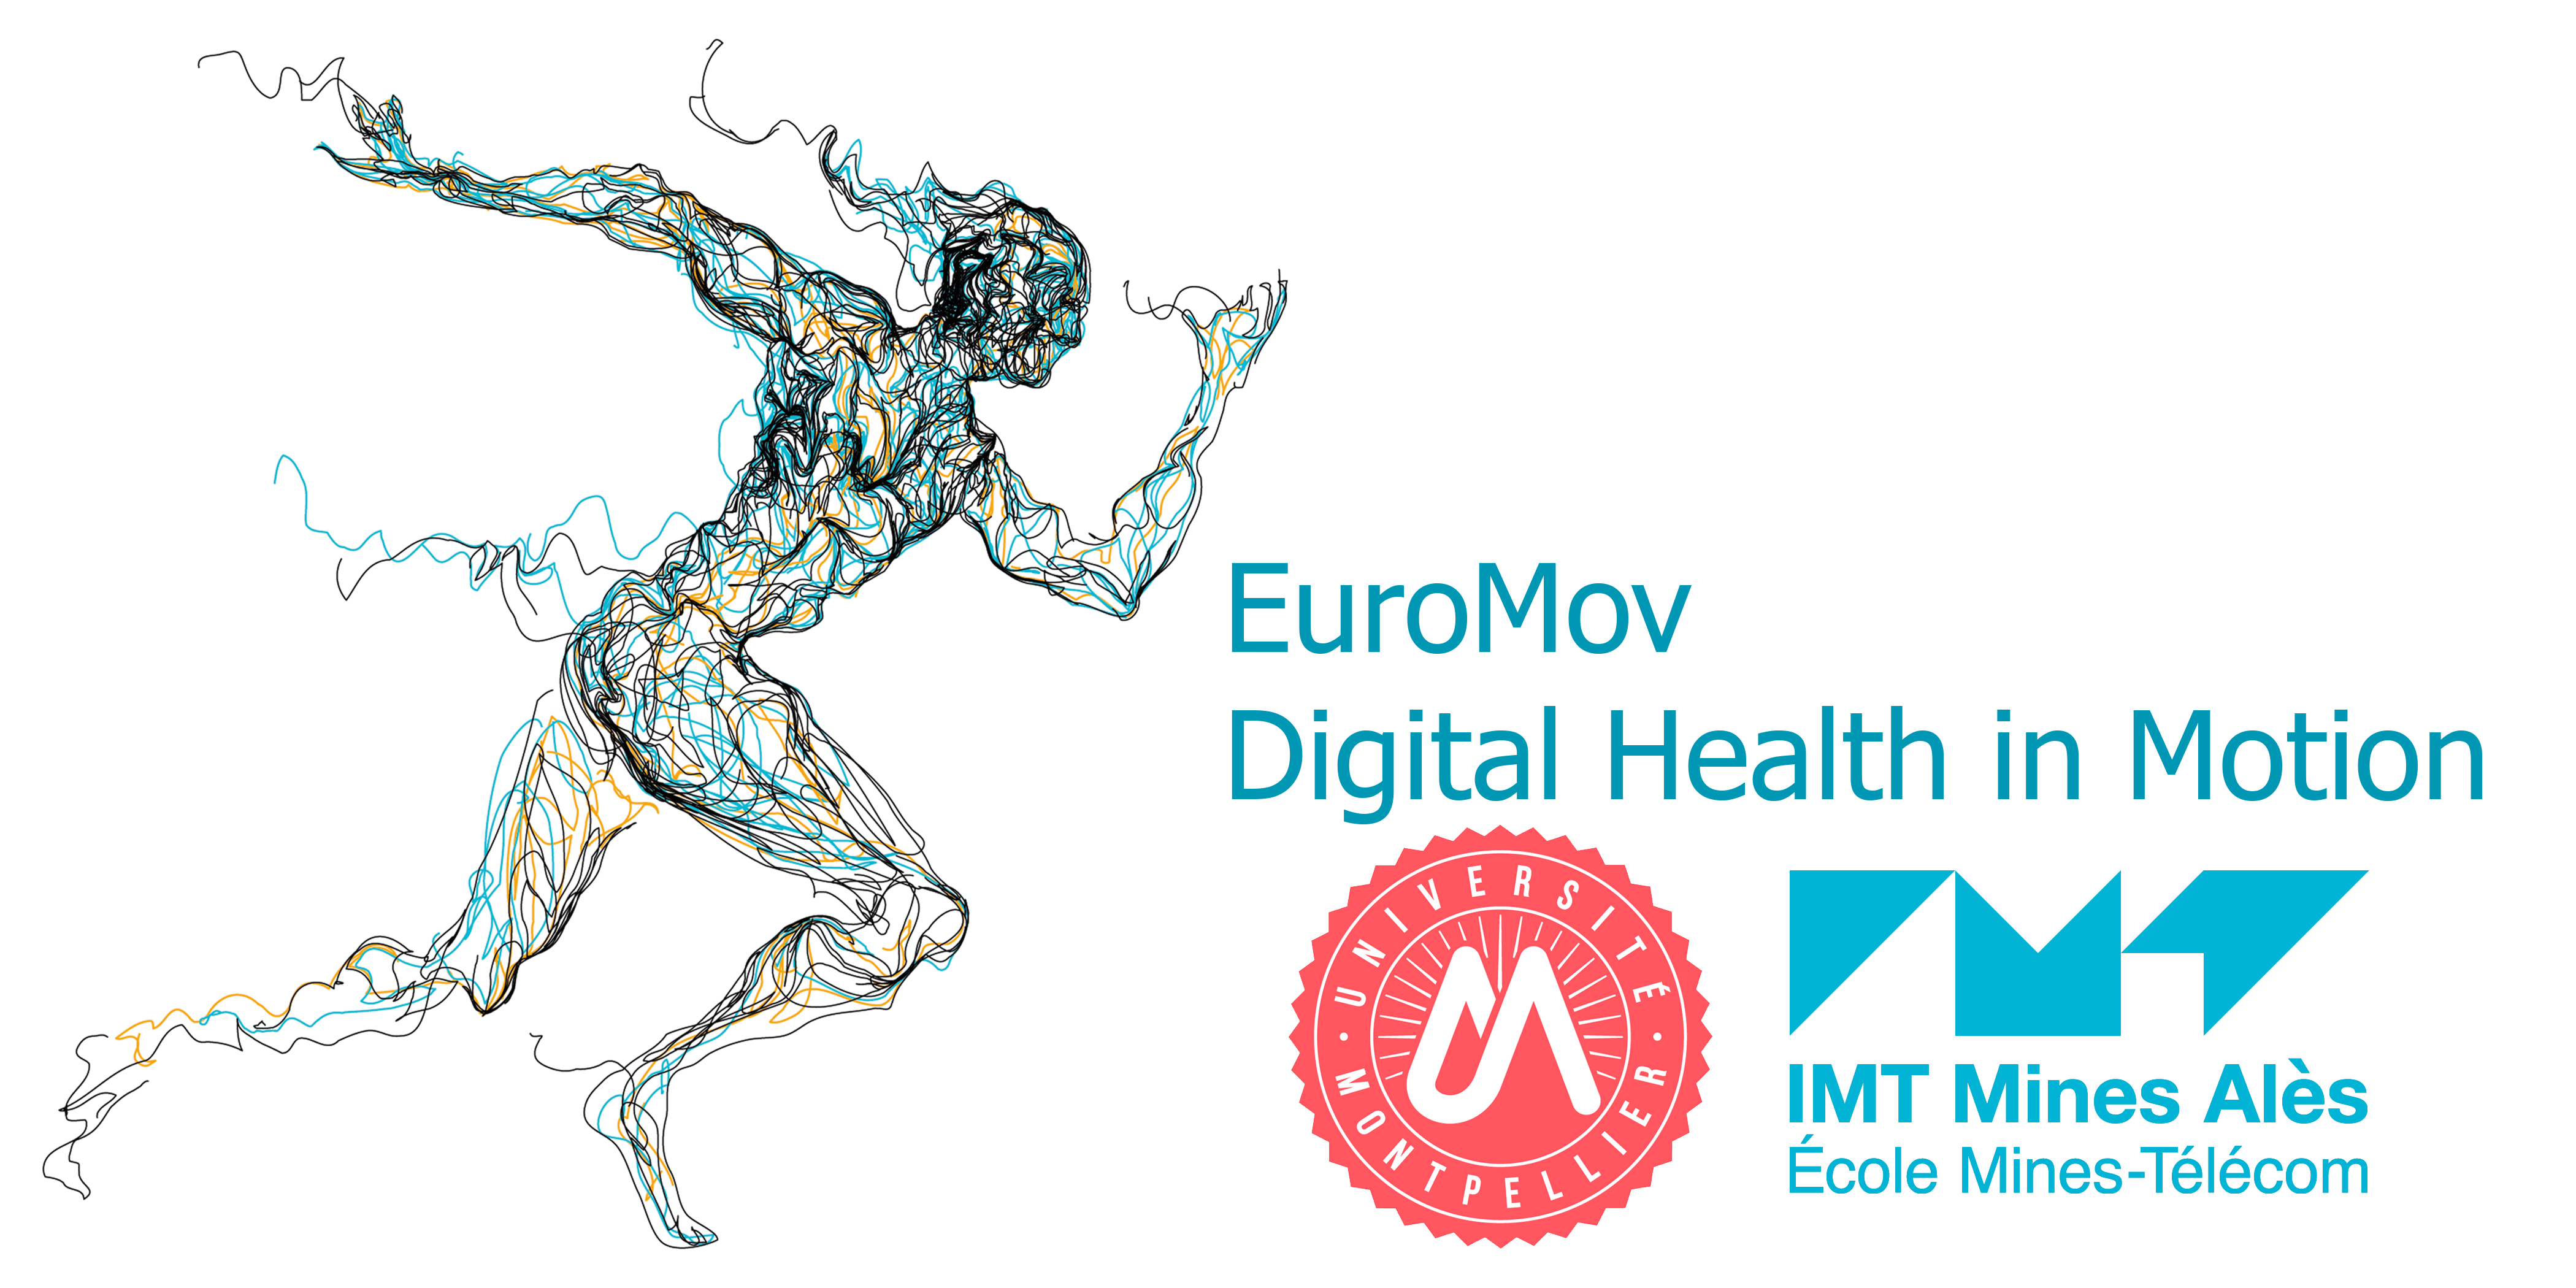 EuroMov
Digital Health in Motion
UNIVERSITÉ
MONTPELLIER
IMT Mines Alès
École Mines-Télécom